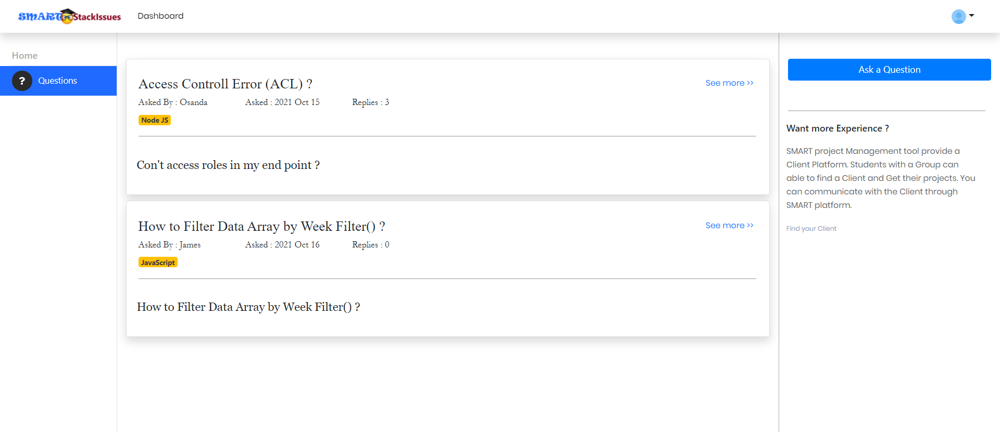 SMART StackIssues
Dashboard
Home
? Questions
Access Controll Error (ACL) ?
See more >>
Asked By : Osanda
Asked : 2021 Oct 15
Replies : 3
Node JS
Con't access roles in my end point ?
How to Filter Data Array by Week Filter() ?
See more >>
Asked By : James
Asked : 2021 Oct 16
Replies : 0
JavaScript
How to Filter Data Array by Week Filter() ?
Ask a Question
Want more Experience ?
SMART project Management tool provide a
Client Platform. Students with a Group can
able to find a Client and Get their projects. You
can communicate with the Client through
SMART platform.
Find your Client